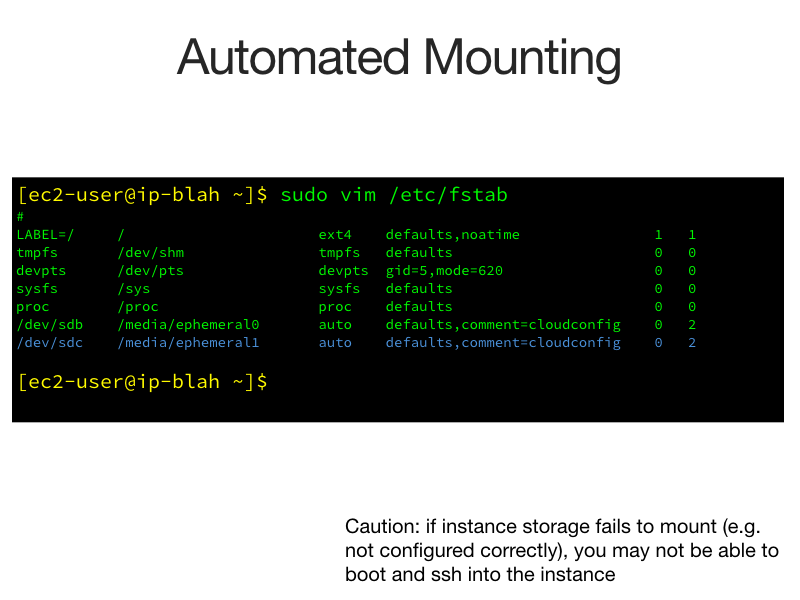 Automated Mounting
[ec2-user@ip-blah ~]$ sudo vim /etc/fstab
#
LABEL=/ / ext4 defaults,noatime 1 1
tmpfs /dev/shm tmpfs defaults 0 0
devpts /dev/pts devpts gid=5,mode=620 0 0
sysfs /sys sysfs defaults 0 0
proc /proc proc defaults 0 0
/dev/sdb /media/ephemeral0 auto defaults,comment=cloudconfig 0 2
/dev/sdc /media/ephemeral1 auto defaults,comment=cloudconfig 0 2
[ec2-user@ip-blah ~]$
Caution: if instance storage fails to mount (e.g.
not configured correctly), you may not be able to
boot and ssh into the instance